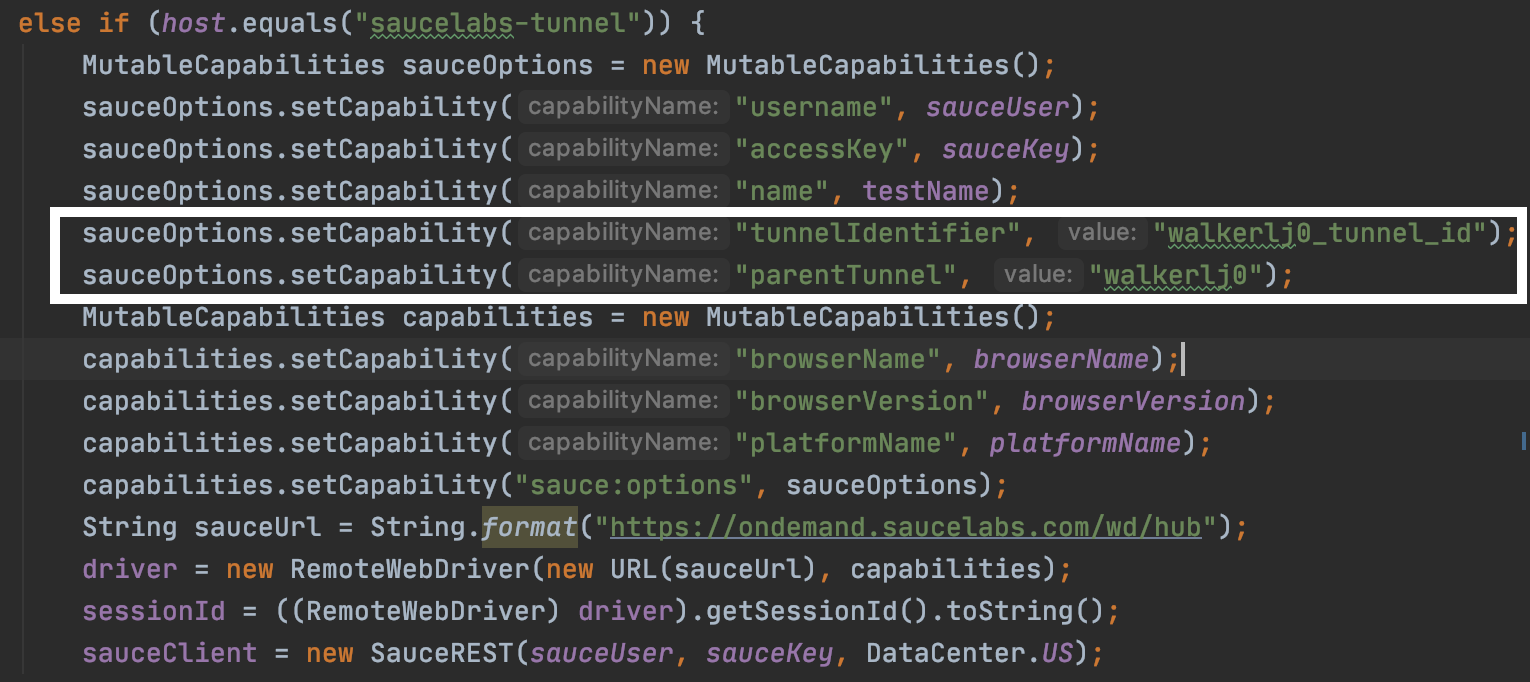 else if (host.equals("saucelabs-tunnel")) {
MutableCapabilities sauceOptions = new MutableCapabilities();
sauceOptions.setCapability( capabilityName: "username", sauceUser);
sauceOptions.setCapability( capabilityName: "accessKey", sauceKey);
sauceOptions.setCapability( capabilityName: "name", testName);
sauceOptions.setCapability( capabilityName: "tunnelIdentifier", value: "walkerlj0_tunnel_id");
sauceOptions.setCapability( capabilityName: "parentTunnel", value: "walkerlj0");
MutableCapabilities capabilities = new MutableCapabilities();
capabilities.setCapability( capabilityName: "browserName", browserName);
capabilities.setCapability( capabilityName: "browserVersion", browserVersion);
capabilities.setCapability( capabilityName: "platformName", platformName);
capabilities.setCapability("sauce:options", sauceOptions);
String sauceUrl = String.format("https://ondemand.saucelabs.com/wd/hub");
driver = new RemoteWebDriver(new URL(sauceUrl), capabilities);
sessionId = ((RemoteWebDriver) driver).getSessionId().toString();
sauceClient = new SauceREST(sauceUser, sauceKey, DataCenter.US);